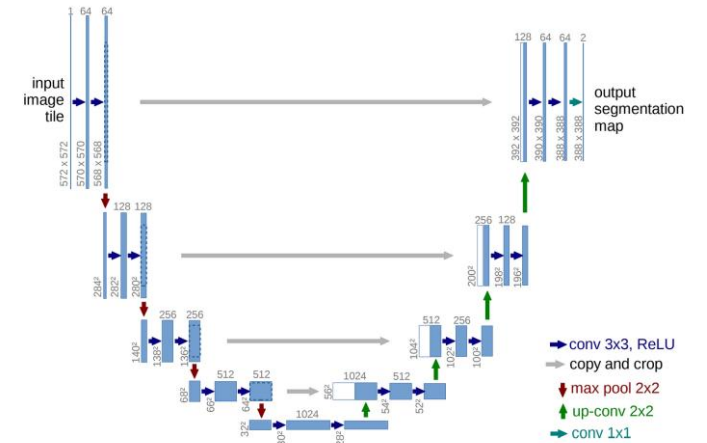 1 64 64
128 64 64 2
input
image
tile
output
segmentation
map
572 x 572
570 x 570
568 x 568
392 x 392
390 x 390
388 x 388
388 x 388
128 128
256 128
284²
282²
280²
200²
198²
196²
256 256
512 256
140²
138²
136²
104²
102²
100²
512 512
1024 512
68²
66²
64²
56²
54²
52²
1024
32²
conv 3x3, ReLU
copy and crop
max pool 2x2
up-conv 2x2
conv 1x1